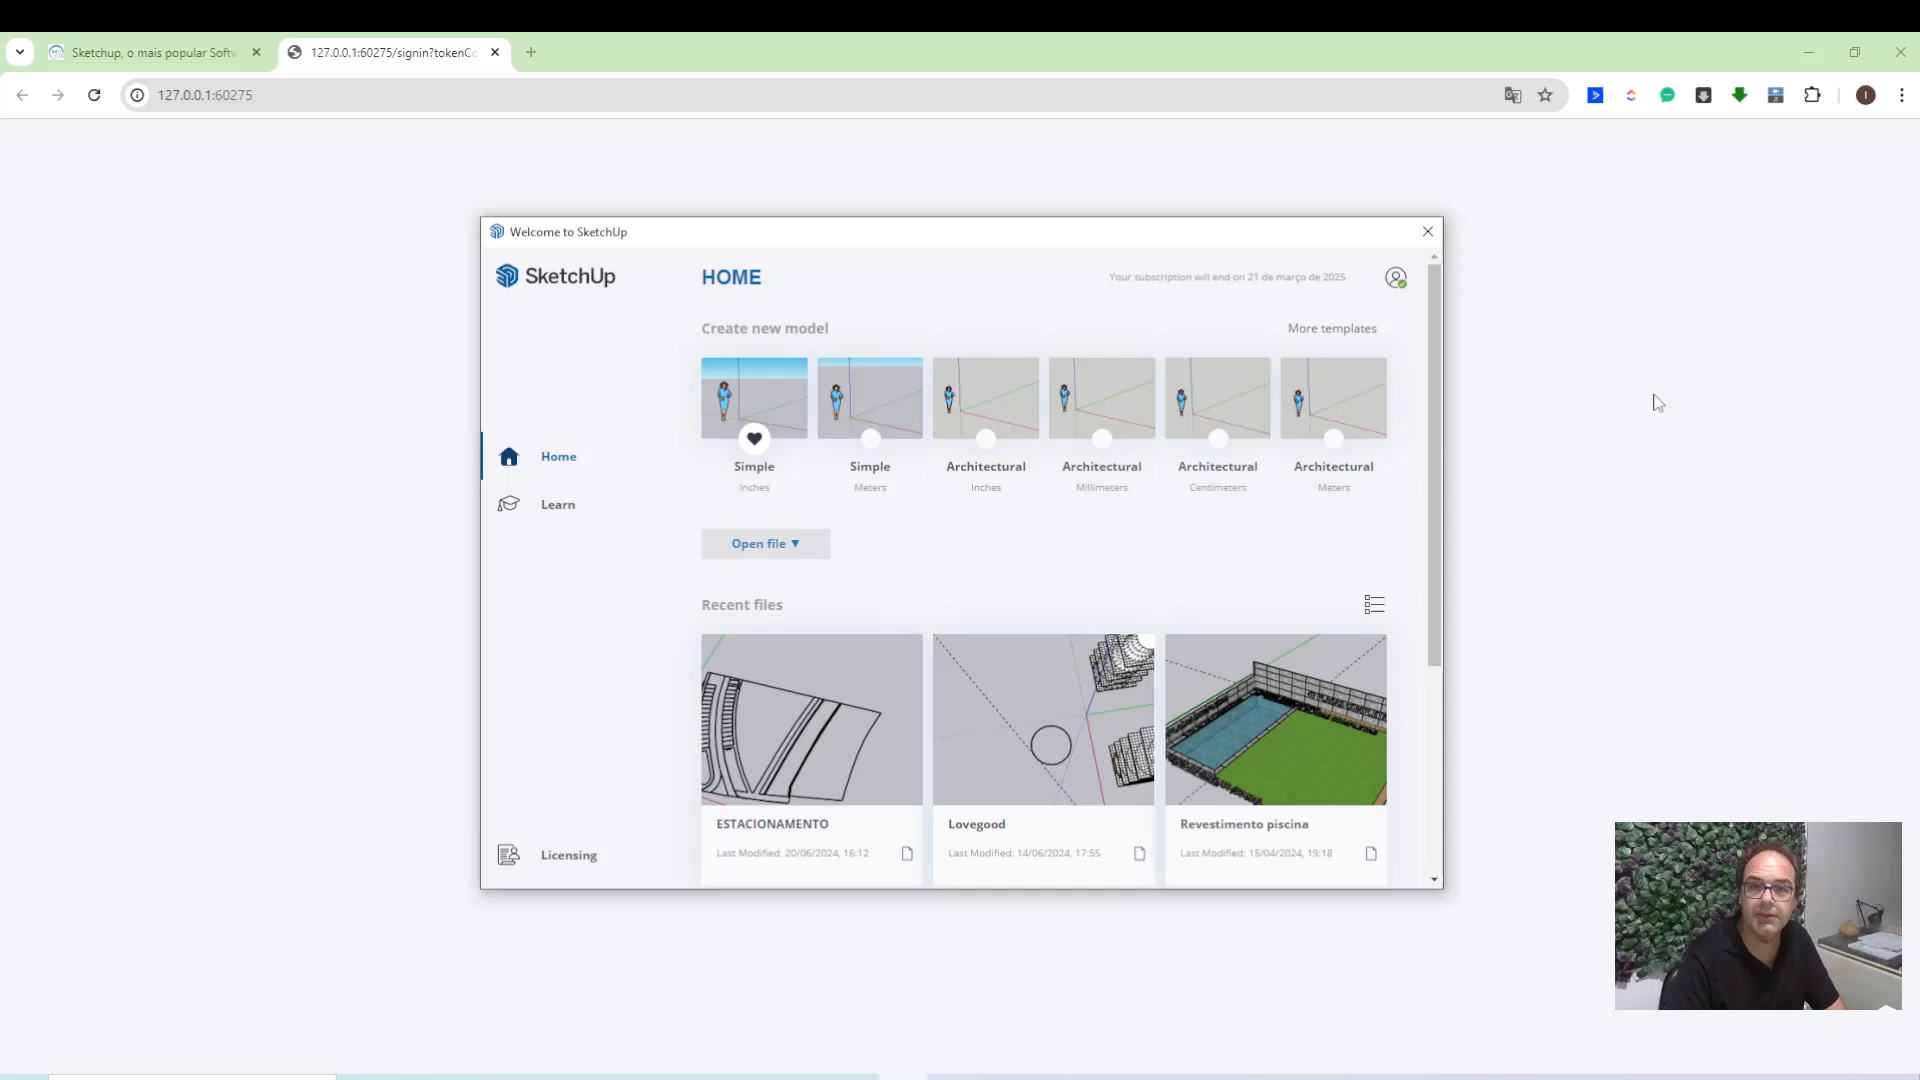 Sketchup, o mais popular Softw
127.0.0.1:60275/signin?tokenCo
127.0.0.1:60275
I
Welcome to SketchUp
SketchUp
HOME
Your subscription will end on 21 de março de 2025
Create new model
More templates
Simple
Inches
Simple
Meters
Architectural
Inches
Architectural
Millimeters
Architectural
Centimeters
Architectural
Meters
Home
Learn
Open file
Recent files
ESTACIONAMENTO
Last Modified: 20/06/2024, 16:12
Lovegood
Last Modified: 14/06/2024, 17:55
Revestimento piscina
Last Modified: 15/04/2024, 19:18
Licensing